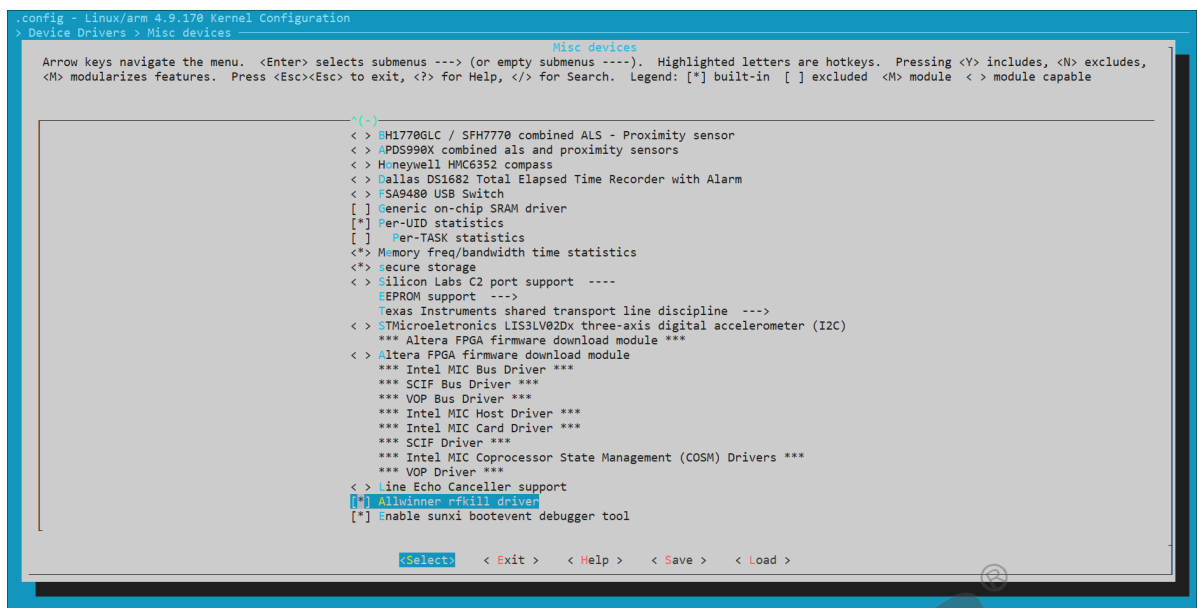 .config - Linux/arm 4.9.170 Kernel Configuration
> Device Drivers > Misc devices
Misc devices
Arrow keys navigate the menu.  <Enter> selects submenus ---> (or empty submenus ----).  Highlighted letters are hotkeys.  Pressing <Y> includes, <N> excludes,
<M> modularizes features.  Press <Esc><Esc> to exit, <?> for Help, </> for Search.  Legend: [*] built-in  [ ] excluded  <M> module  < > module capable
^(-)
< > BH1770GLC / SFH7770 combined ALS - Proximity sensor
< > APDS990X combined als and proximity sensors
< > Honeywell HMC6352 compass
< > Dallas DS1682 Total Elapsed Time Recorder with Alarm
< > FSA9480 USB Switch
[ ] Generic on-chip SRAM driver
[*] Per-UID statistics
[ ]   Per-TASK statistics
<*> Memory freq/bandwidth time statistics
<*> secure storage
< > Silicon Labs C2 port support  ----
EEPROM support  --->
Texas Instruments shared transport line discipline  --->
< > STMicroeletronics LIS3LV02Dx three-axis digital accelerometer (I2C)
*** Altera FPGA firmware download module ***
< > Altera FPGA firmware download module
*** Intel MIC Bus Driver ***
*** SCIF Bus Driver ***
*** VOP Bus Driver ***
*** Intel MIC Host Driver ***
*** Intel MIC Card Driver ***
*** SCIF Driver ***
*** Intel MIC Coprocessor State Management (COSM) Drivers ***
*** VOP Driver ***
< > Line Echo Canceller support
[*] Allwinner rfkill driver
[*] Enable sunxi bootevent debugger tool
<Select>    < Exit >    < Help >    < Save >    < Load >
®